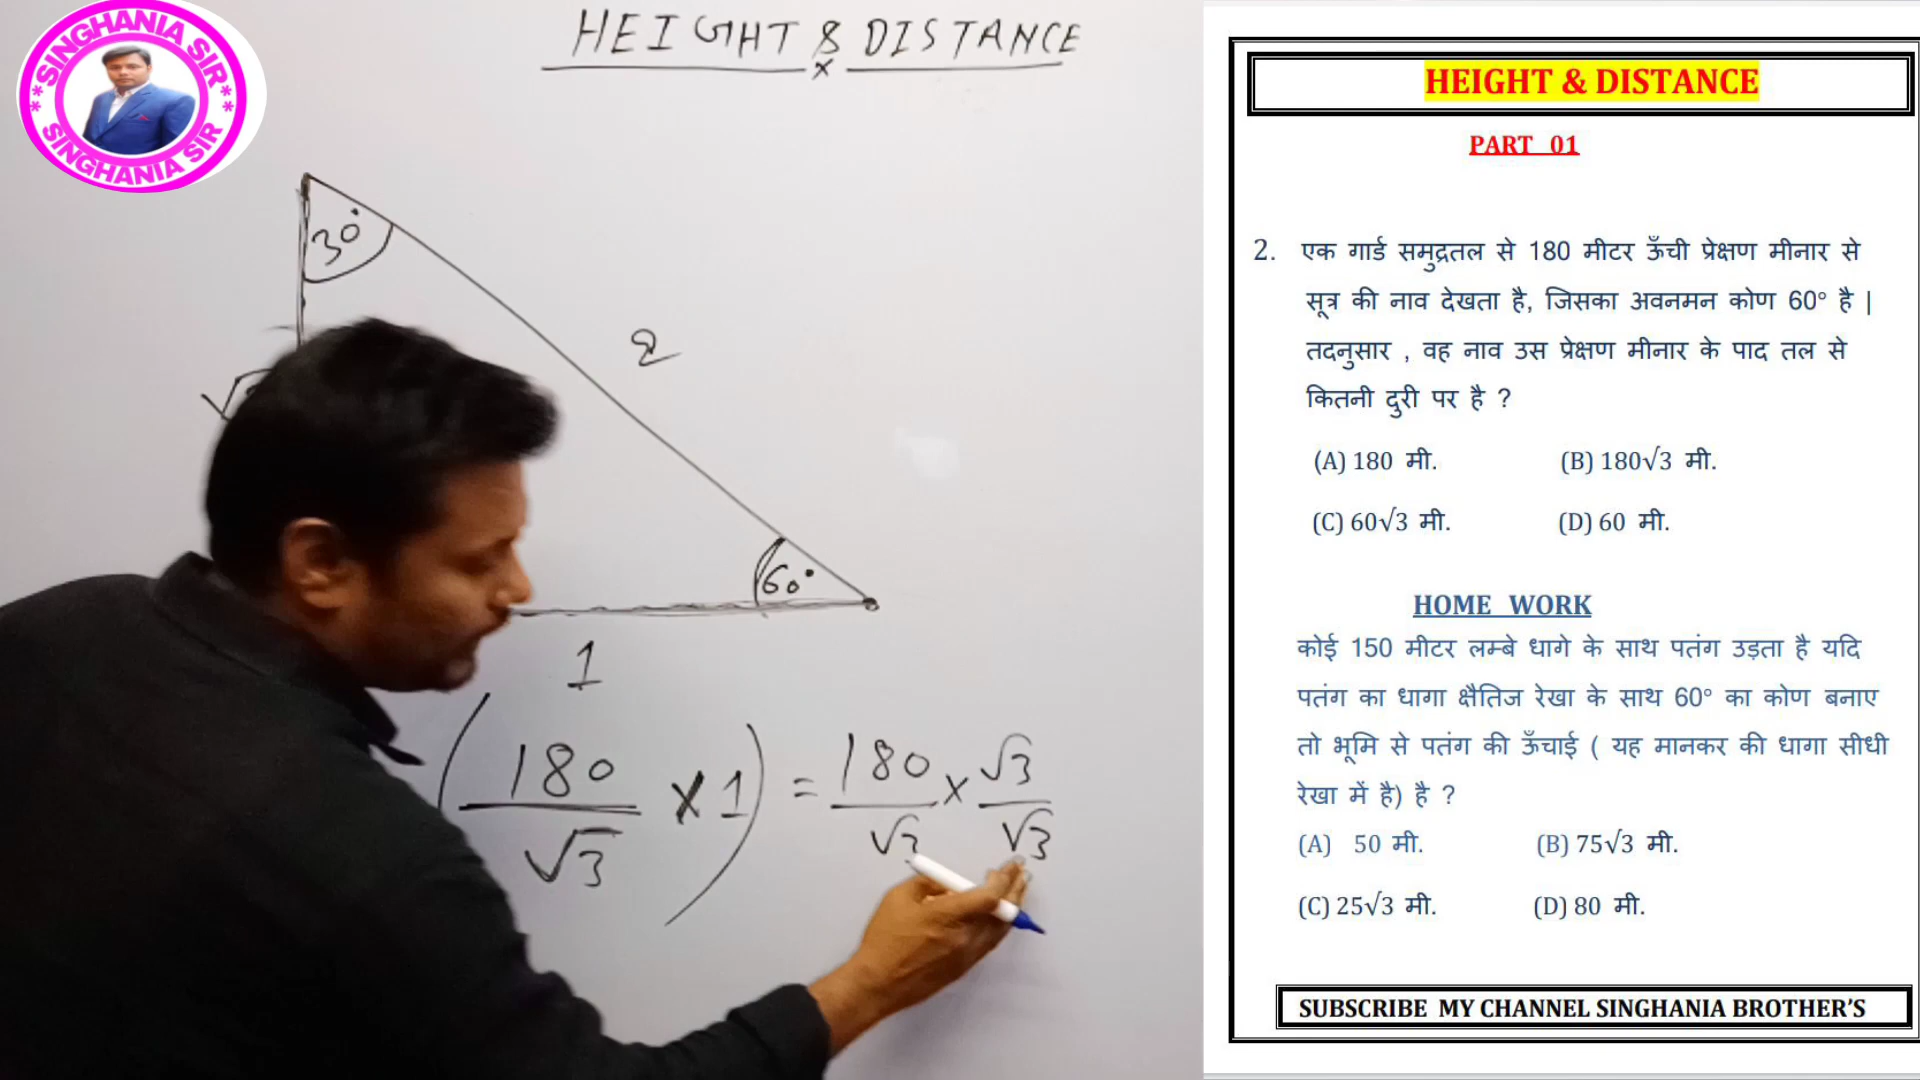 **SINGHANIA SIR**
SINGHANIA SIR
HEIGHT & DISTANCE
x
30°
2
60°
1
( 180/√3 x 1 ) = 180/√3 x √3/√3
HEIGHT & DISTANCE
PART 01
2. एक गार्ड समुद्रतल से 180 मीटर ऊँची प्रेक्षण मीनार से
सूत्र की नाव देखता है, जिसका अवनमन कोण 60° है |
तदनुसार , वह नाव उस प्रेक्षण मीनार के पाद तल से
कितनी दुरी पर है ?
(A) 180 मी. (B) 180√3 मी.
(C) 60√3 मी. (D) 60 मी.
HOME WORK
कोई 150 मीटर लम्बे धागे के साथ पतंग उड़ता है यदि
पतंग का धागा क्षैतिज रेखा के साथ 60° का कोण बनाए
तो भूमि से पतंग की ऊँचाई ( यह मानकर की धागा सीधी
रेखा में है) है ?
(A) 50 मी. (B) 75√3 मी.
(C) 25√3 मी. (D) 80 मी.
SUBSCRIBE MY CHANNEL SINGHANIA BROTHER’S